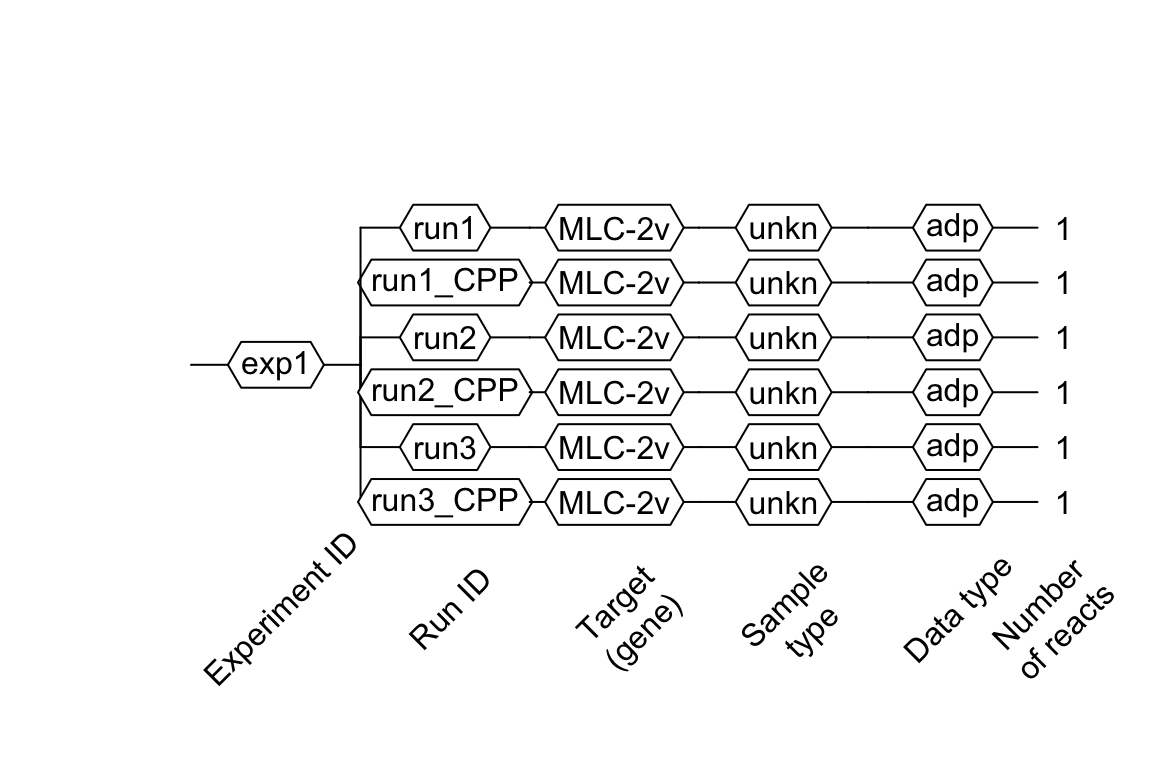 run1 MLC-2v unkn adp 1
run1_CPP MLC-2v unkn adp 1
run2 MLC-2v unkn adp 1
exp1
run2_CPP MLC-2v unkn adp 1
run3 MLC-2v unkn adp 1
run3_CPP MLC-2v unkn adp 1
Experiment ID
Run ID
Target
(gene)
Sample
type
Data type
Number
of reacts